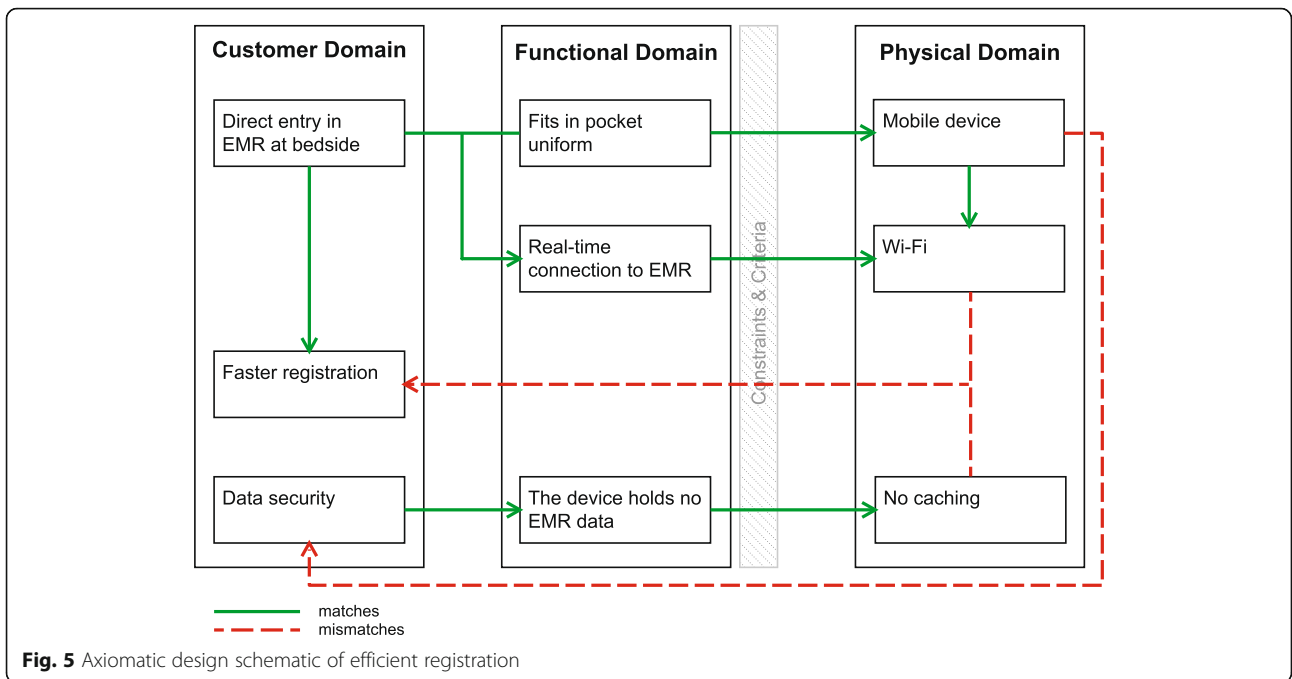 Customer Domain
Functional Domain
Physical Domain
Direct entry in
EMR at bedside
Fits in pocket
uniform
Mobile device
Real-time
connection to EMR
Wi-Fi
Constraints & Criteria
Faster registration
Data security
The device holds no
EMR data
No caching
matches
mismatches
Fig. 5 Axiomatic design schematic of efficient registration